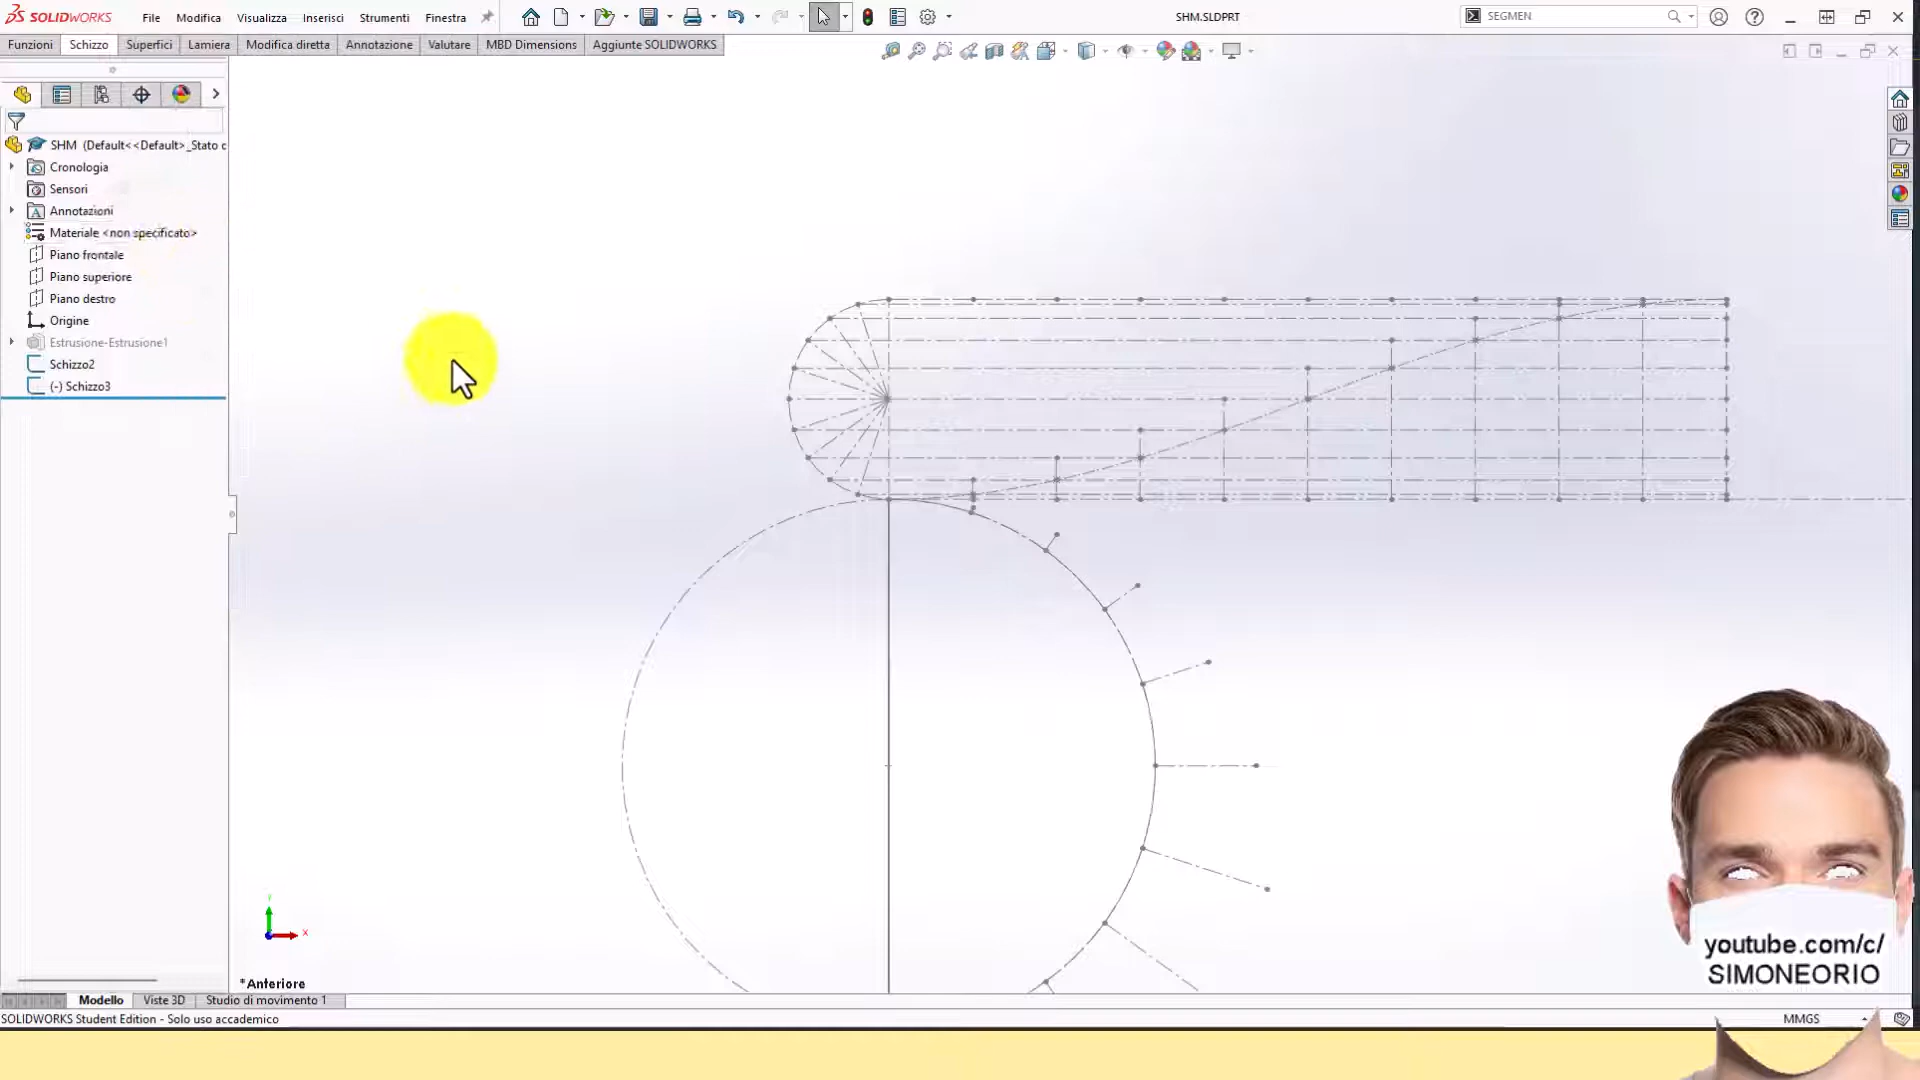 SOLIDWORKS File Modifica Visualizza Inserisci Strumenti Finestra SHM.SLDPRT SEGMEN
Funzioni Schizzo Superfici Lamiera Modifica diretta Annotazione Valutare MBD Dimensions Aggiunte SOLIDWORKS
SHM (Default<<Default>_Stato c
Cronologia
Sensori
Annotazioni
Materiale <non specificato>
Piano frontale
Piano superiore
Piano destro
Origine
Estrusione-Estrusione1
Schizzo2
(-) Schizzo3
Y
X
*Anteriore
youtube.com/c/
SIMONEORIO
Modello Viste 3D Studio di movimento 1
SOLIDWORKS Student Edition - Solo uso accademico MMGS